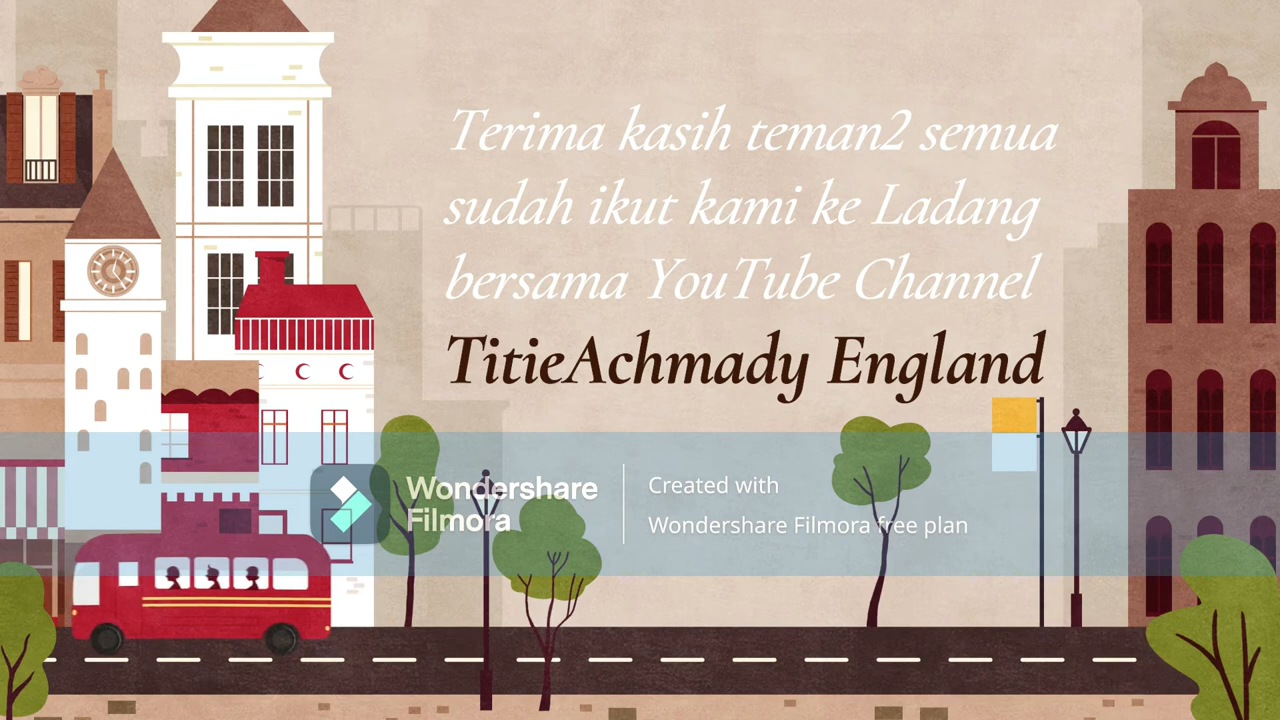 Terima kasih teman2 semua
sudah ikut kami ke Ladang
bersama YouTube Channel
TitieAchmady England
Wondershare
Filmora
Created with
Wondershare Filmora free plan